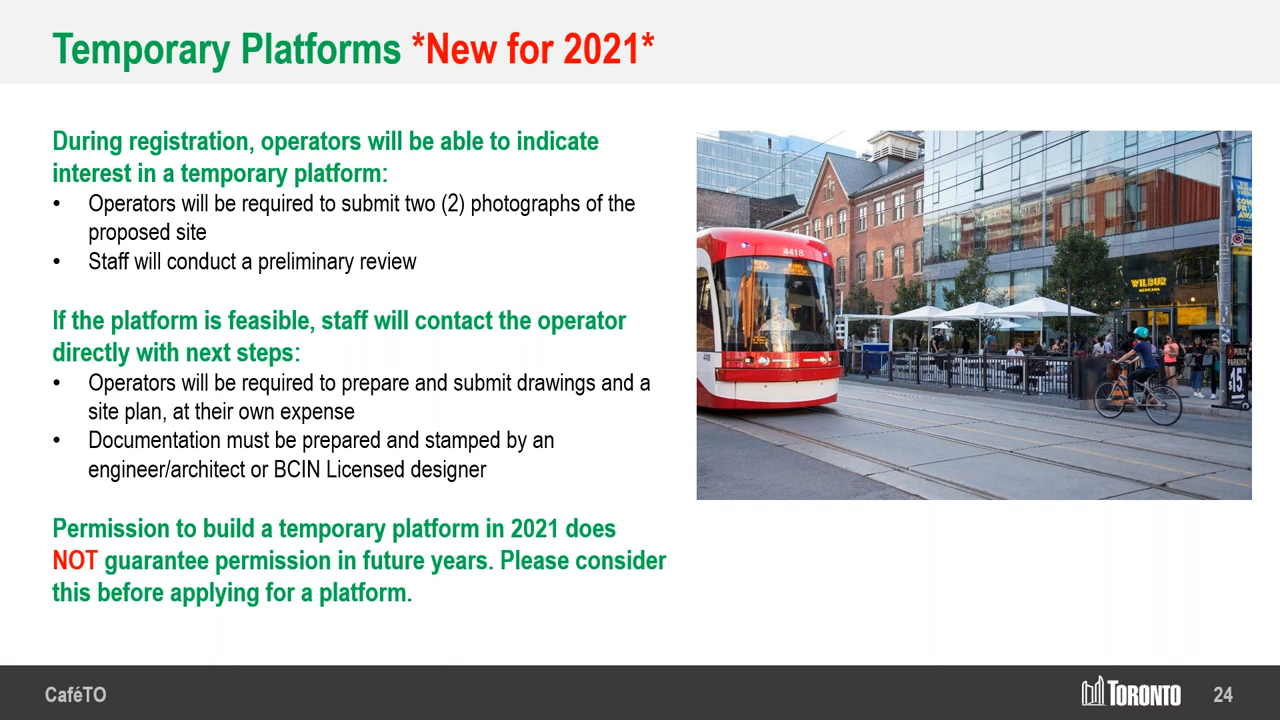 Temporary Platforms *New for 2021*
During registration, operators will be able to indicate
interest in a temporary platform:
• Operators will be required to submit two (2) photographs of the
proposed site
• Staff will conduct a preliminary review
If the platform is feasible, staff will contact the operator
directly with next steps:
• Operators will be required to prepare and submit drawings and a
site plan, at their own expense
• Documentation must be prepared and stamped by an
engineer/architect or BCIN Licensed designer
Permission to build a temporary platform in 2021 does
NOT guarantee permission in future years. Please consider
this before applying for a platform.
4418
WILBUR
MEXICANA
PUBLIC
PARKING
$15
CaféTO
TORONTO
24